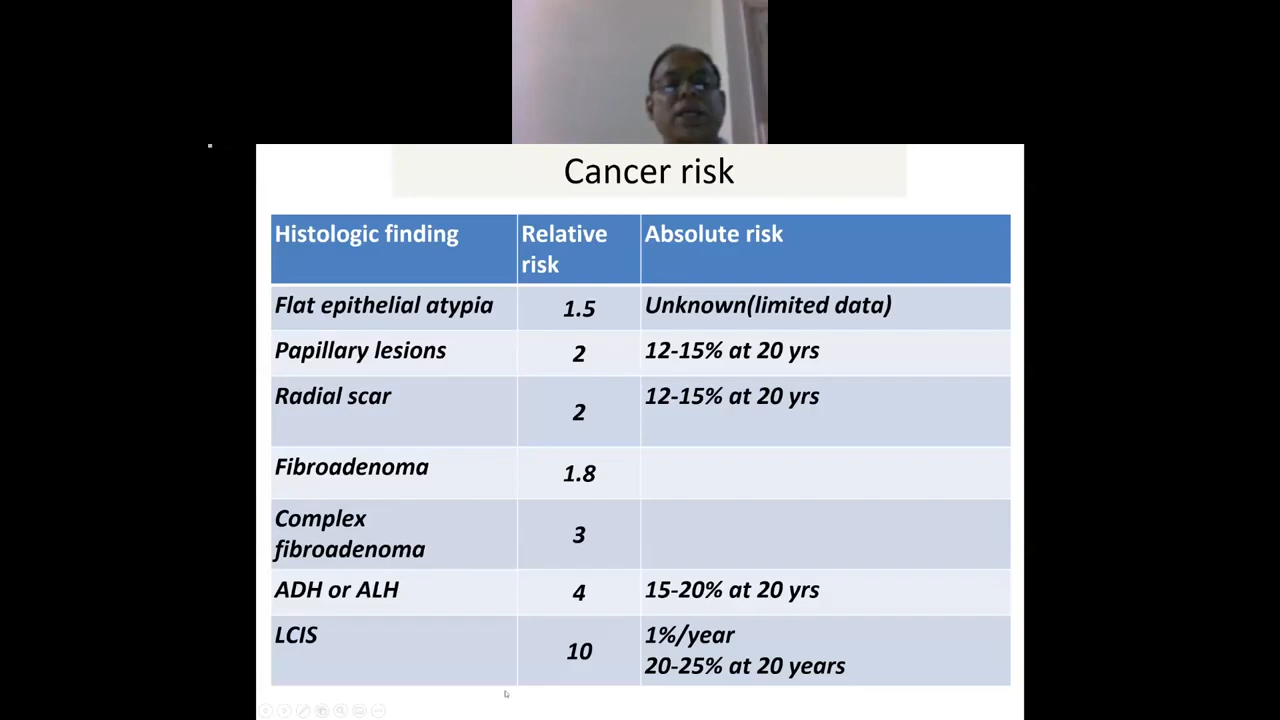 Cancer risk
Histologic finding Relative risk Absolute risk
Flat epithelial atypia 1.5 Unknown(limited data)
Papillary lesions 2 12-15% at 20 yrs
Radial scar 2 12-15% at 20 yrs
Fibroadenoma 1.8
Complex fibroadenoma 3
ADH or ALH 4 15-20% at 20 yrs
LCIS 10 1%/year
20-25% at 20 years